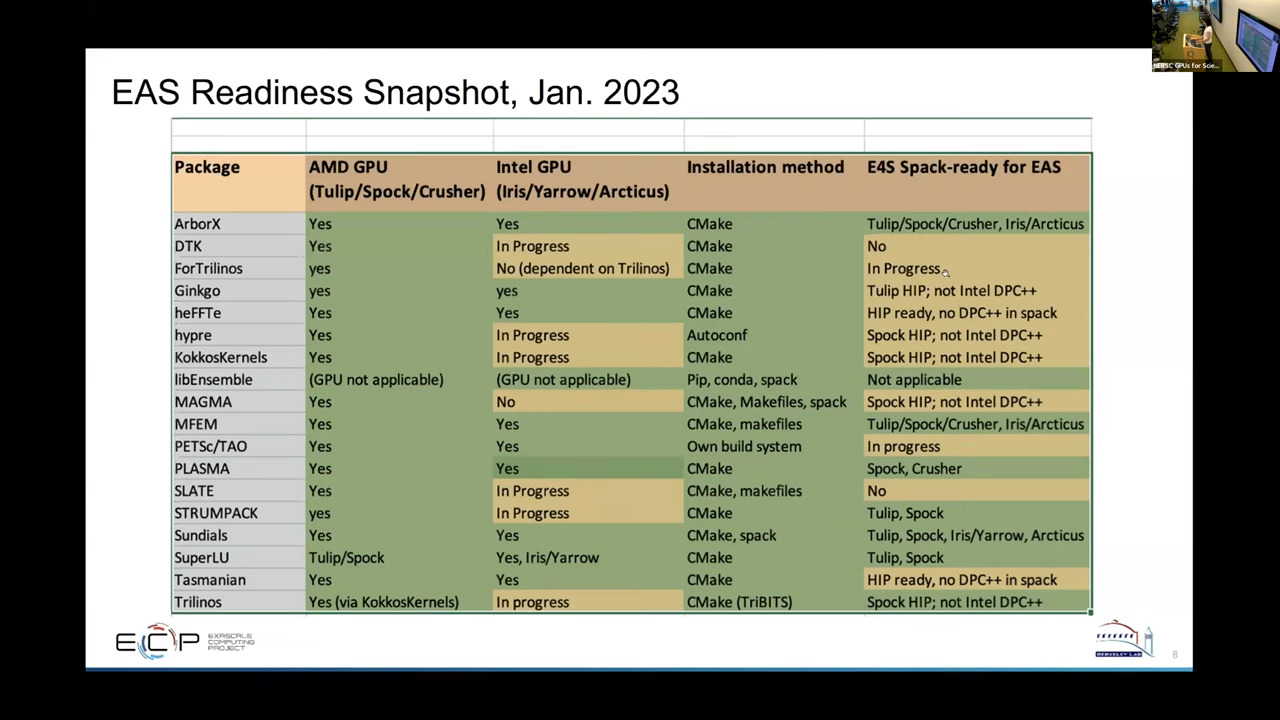 NERSC GPUs for Scie...
EAS Readiness Snapshot, Jan. 2023
Package AMD GPU (Tulip/Spock/Crusher) Intel GPU (Iris/Yarrow/Arcticus) Installation method E4S Spack-ready for EAS
ArborX Yes Yes CMake Tulip/Spock/Crusher, Iris/Arcticus
DTK Yes In Progress CMake No
ForTrilinos yes No (dependent on Trilinos) CMake In Progress
Ginkgo yes yes CMake Tulip HIP; not Intel DPC++
heFFTe Yes Yes CMake HIP ready, no DPC++ in spack
hypre Yes In Progress Autoconf Spock HIP; not Intel DPC++
KokkosKernels Yes In Progress CMake Spock HIP; not Intel DPC++
libEnsemble (GPU not applicable) (GPU not applicable) Pip, conda, spack Not applicable
MAGMA Yes No CMake, Makefiles, spack Spock HIP; not Intel DPC++
MFEM Yes Yes CMake, makefiles Tulip/Spock/Crusher, Iris/Arcticus
PETSc/TAO Yes Yes Own build system In progress
PLASMA Yes Yes CMake Spock, Crusher
SLATE Yes In Progress CMake, makefiles No
STRUMPACK yes In Progress CMake Tulip, Spock
Sundials Yes Yes CMake, spack Tulip, Spock, Iris/Yarrow, Arcticus
SuperLU Tulip/Spock Yes, Iris/Yarrow CMake Tulip, Spock
Tasmanian Yes Yes CMake HIP ready, no DPC++ in spack
Trilinos Yes (via KokkosKernels) In progress CMake (TriBITS) Spock HIP; not Intel DPC++
ECP EXASCALE COMPUTING PROJECT
BERKELEY LAB
8